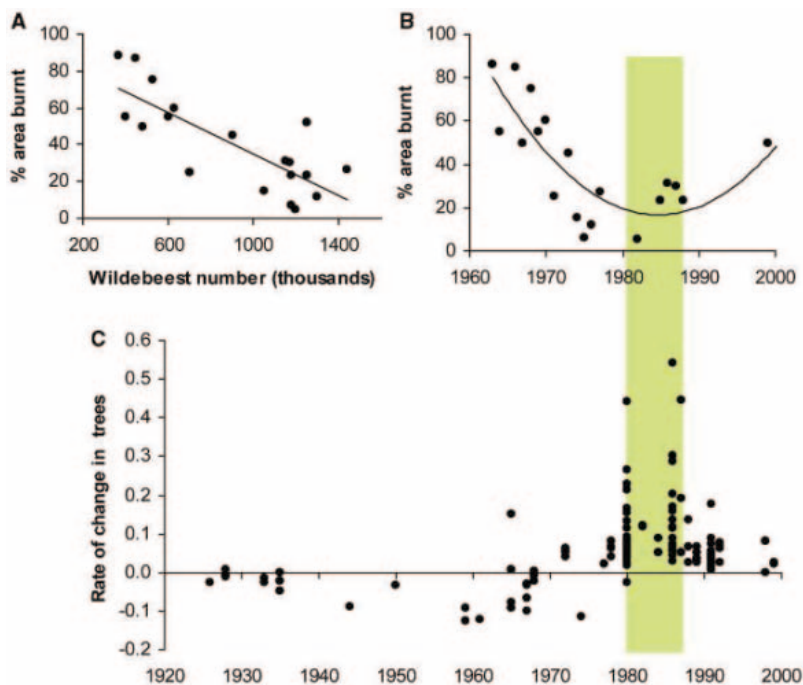 A
% area burnt
100
80
60
40
20
0
200 600 1000 1400
Wildebeest number (thousands)
B
% area burnt
100
80
60
40
20
0
1960 1970 1980 1990 2000
C
Rate of change in trees
0.6
0.5
0.4
0.3
0.2
0.1
0.0
-0.1
-0.2
1920 1930 1940 1950 1960 1970 1980 1990 2000